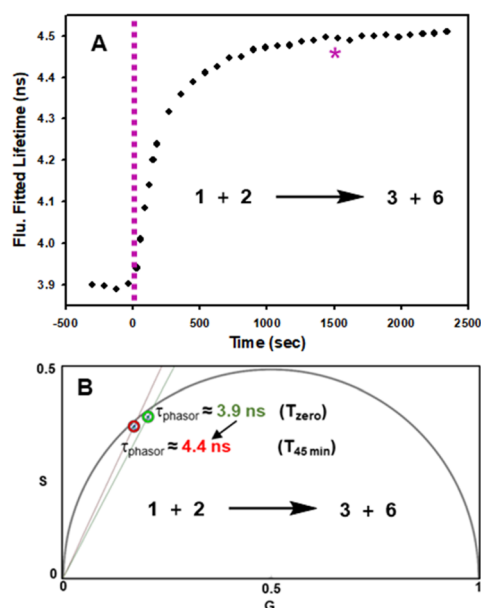 A
4.5
4.4
4.3
4.2
4.1
4.0
3.9
Flu. Fitted Lifetime (ns)
*
1 + 2 → 3 + 6
-500 0 500 1000 1500 2000 2500
Time (sec)
B
0.5
τphasor ≈ 3.9 ns (Tzero)
τphasor ≈ 4.4 ns (T45 min)
S
1 + 2 → 3 + 6
0
0 0.5 1
G